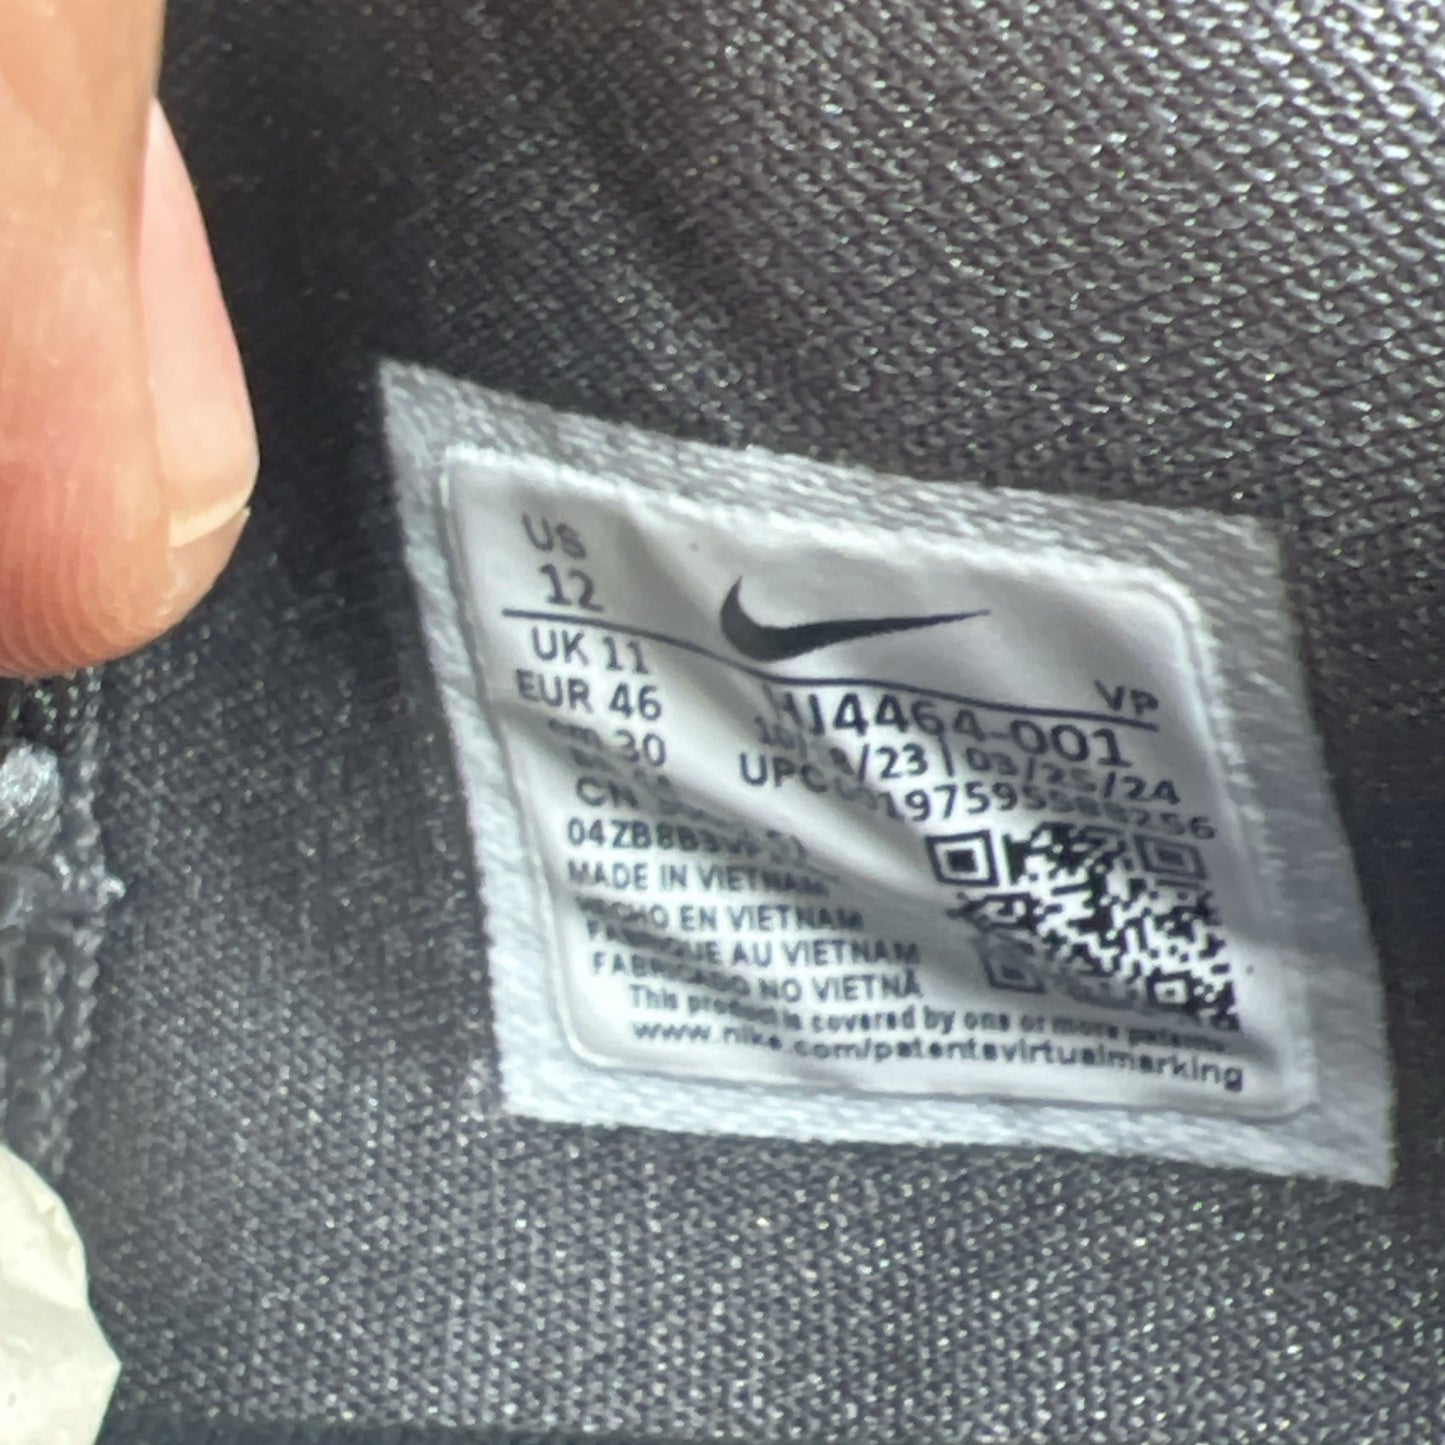 US
12
UK 11
EUR 46
30
CN
VP
4464-001
/23 03/25/24
MADE IN VIETNAM
HECHO EN VIETNAM
FABRIQUE AU VIETNAM
FABRICADO NO VIETNÃ
This product is covered by one or more patents
www.nike.com/patentsvirtualmarking